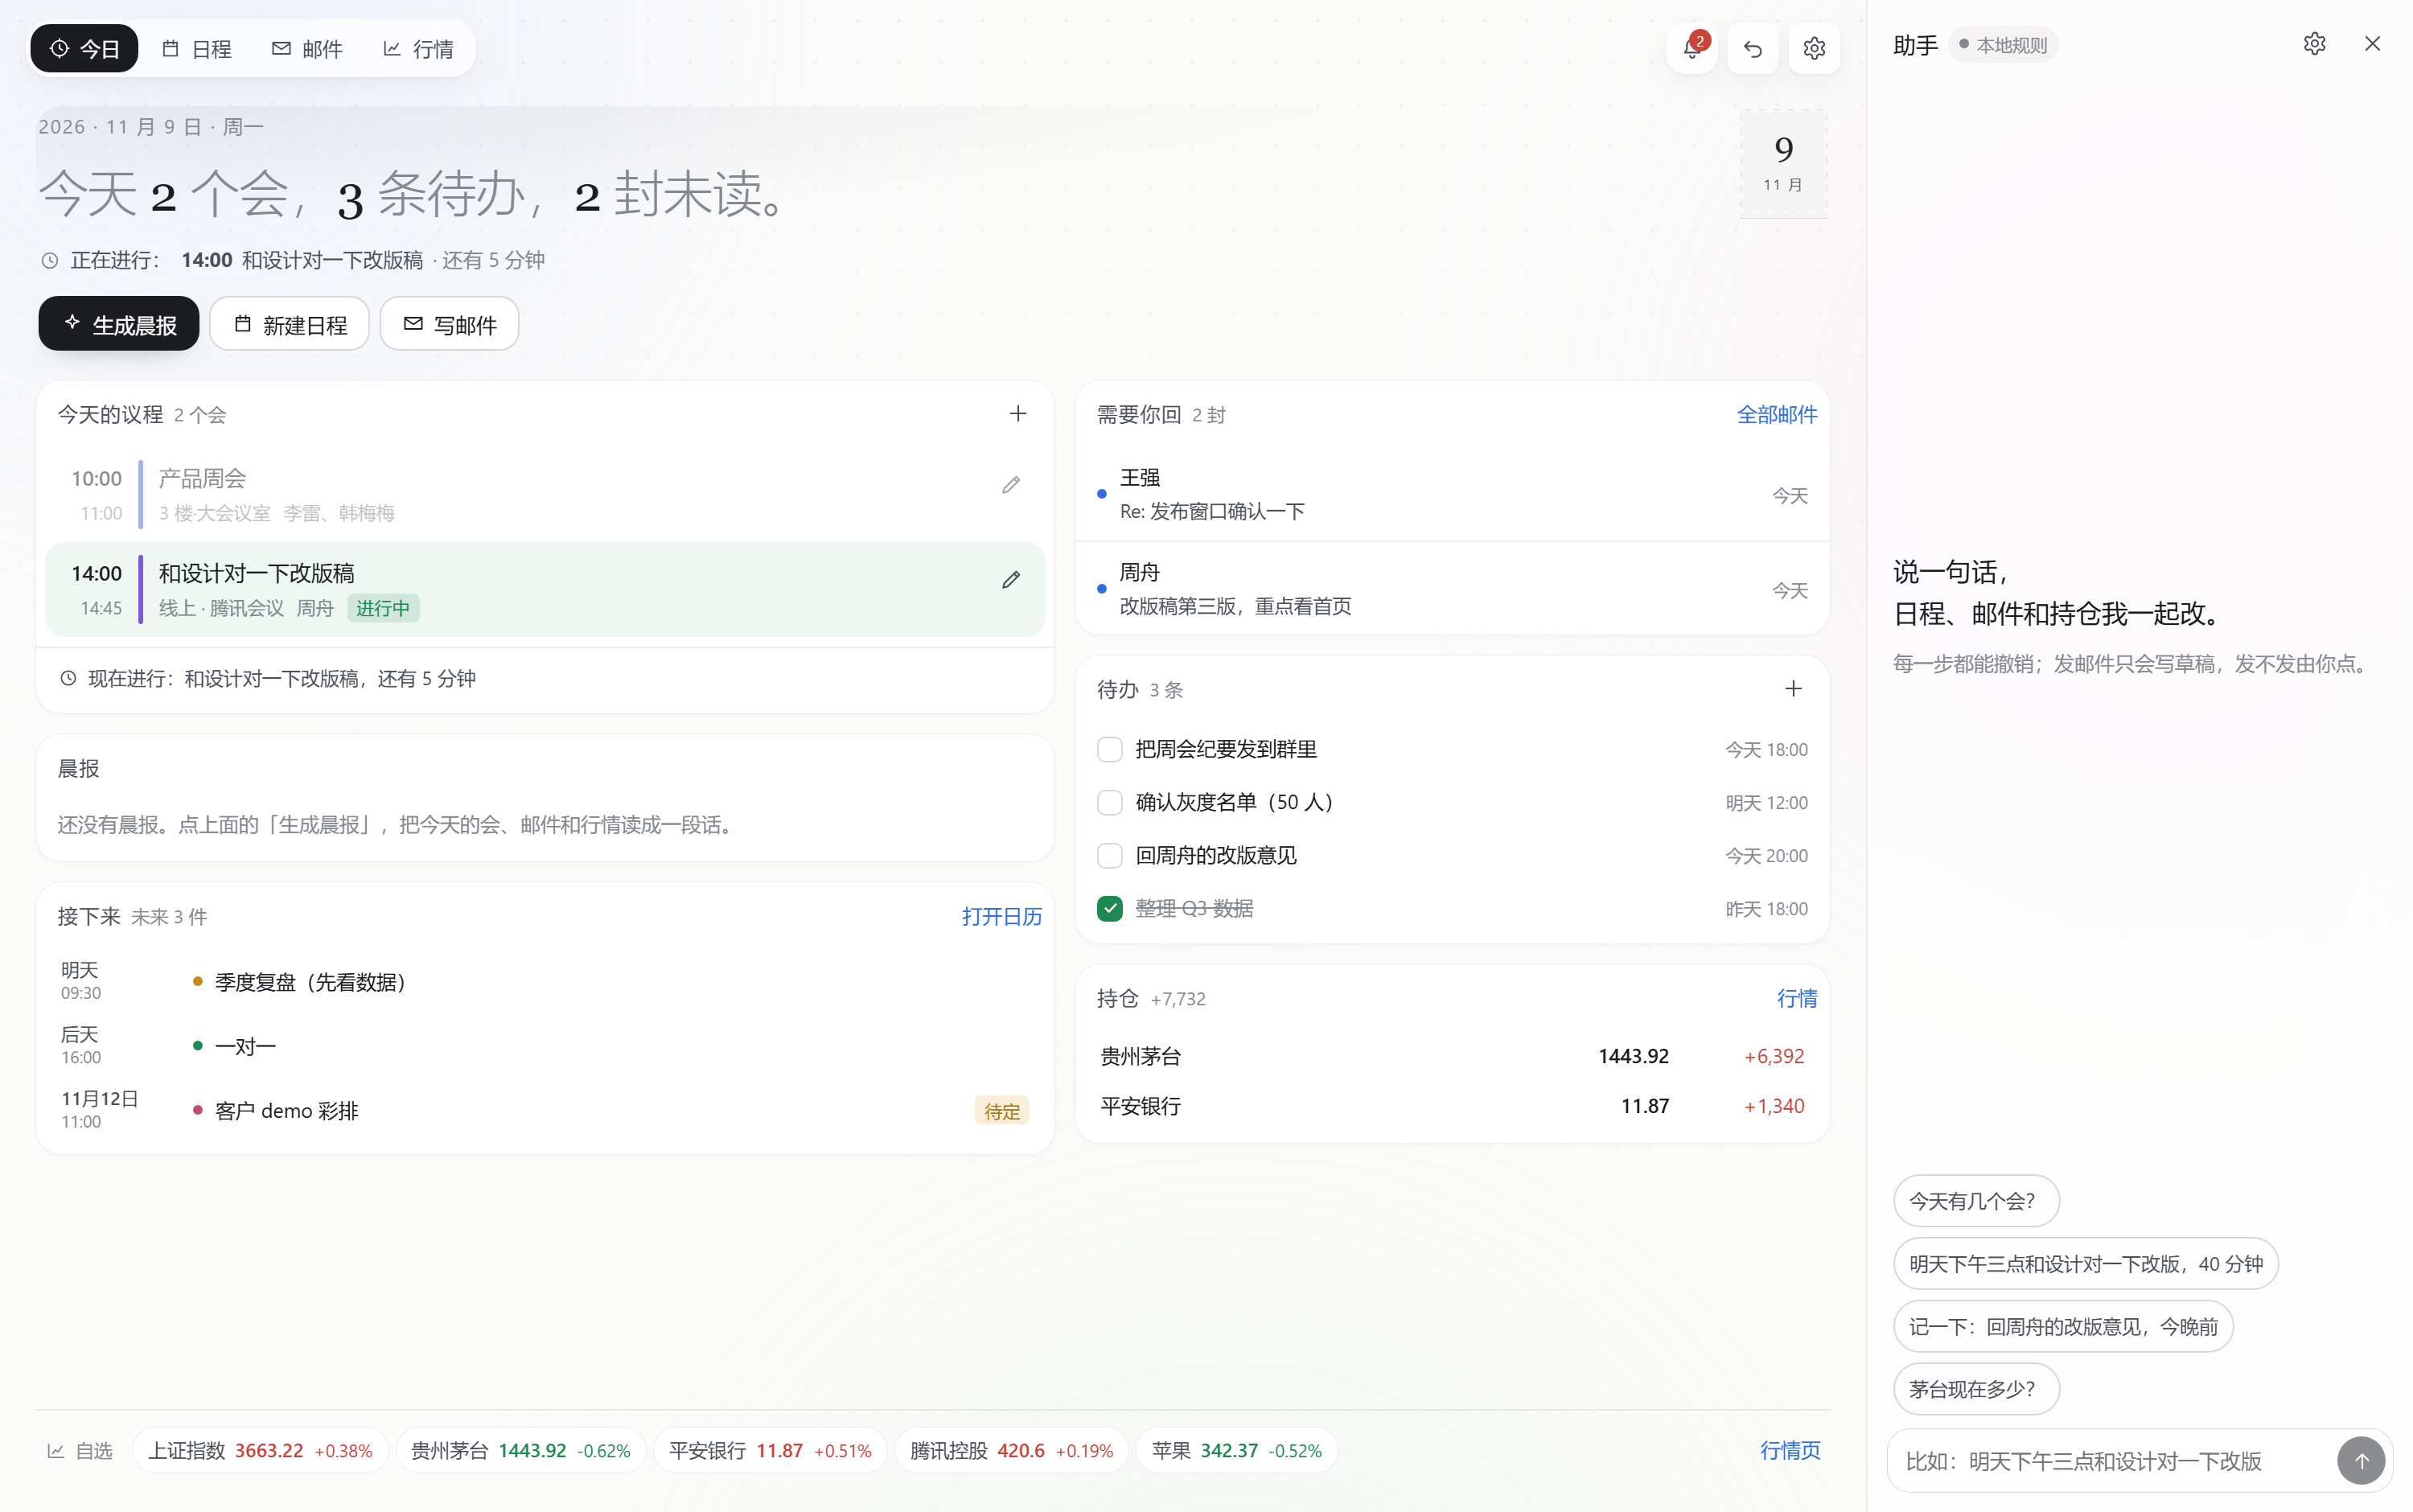 今日
日程
邮件
行情
2
助手
本地规则
2026 · 11 月 9 日 · 周一
9
11 月
今天 2 个会，3 条待办，2 封未读。
正在进行： 14:00 和设计对一下改版稿 · 还有 5 分钟
生成晨报
新建日程
写邮件
今天的议程 2 个会
10:00 产品周会
11:00 3 楼·大会议室 李雷、韩梅梅
14:00 和设计对一下改版稿
14:45 线上 · 腾讯会议 周舟 进行中
现在进行：和设计对一下改版稿，还有 5 分钟
晨报
还没有晨报。点上面的「生成晨报」，把今天的会、邮件和行情读成一段话。
接下来 未来 3 件 打开日历
明天
09:30
季度复盘（先看数据）
后天
16:00
一对一
11月12日
11:00
客户 demo 彩排
待定
需要你回 2 封 全部邮件
王强
Re: 发布窗口确认一下
今天
周舟
改版稿第三版，重点看首页
今天
待办 3 条
把周会纪要发到群里 今天 18:00
确认灰度名单（50 人） 明天 12:00
回周舟的改版意见 今天 20:00
整理 Q3 数据 昨天 18:00
持仓 +7,732 行情
贵州茅台 1443.92 +6,392
平安银行 11.87 +1,340
自选
上证指数 3663.22 +0.38%
贵州茅台 1443.92 -0.62%
平安银行 11.87 +0.51%
腾讯控股 420.6 +0.19%
苹果 342.37 -0.52%
行情页
说一句话，
日程、邮件和持仓我一起改。
每一步都能撤销；发邮件只会写草稿，发不发由你点。
今天有几个会？
明天下午三点和设计对一下改版，40 分钟
记一下：回周舟的改版意见，今晚前
茅台现在多少？
比如：明天下午三点和设计对一下改版